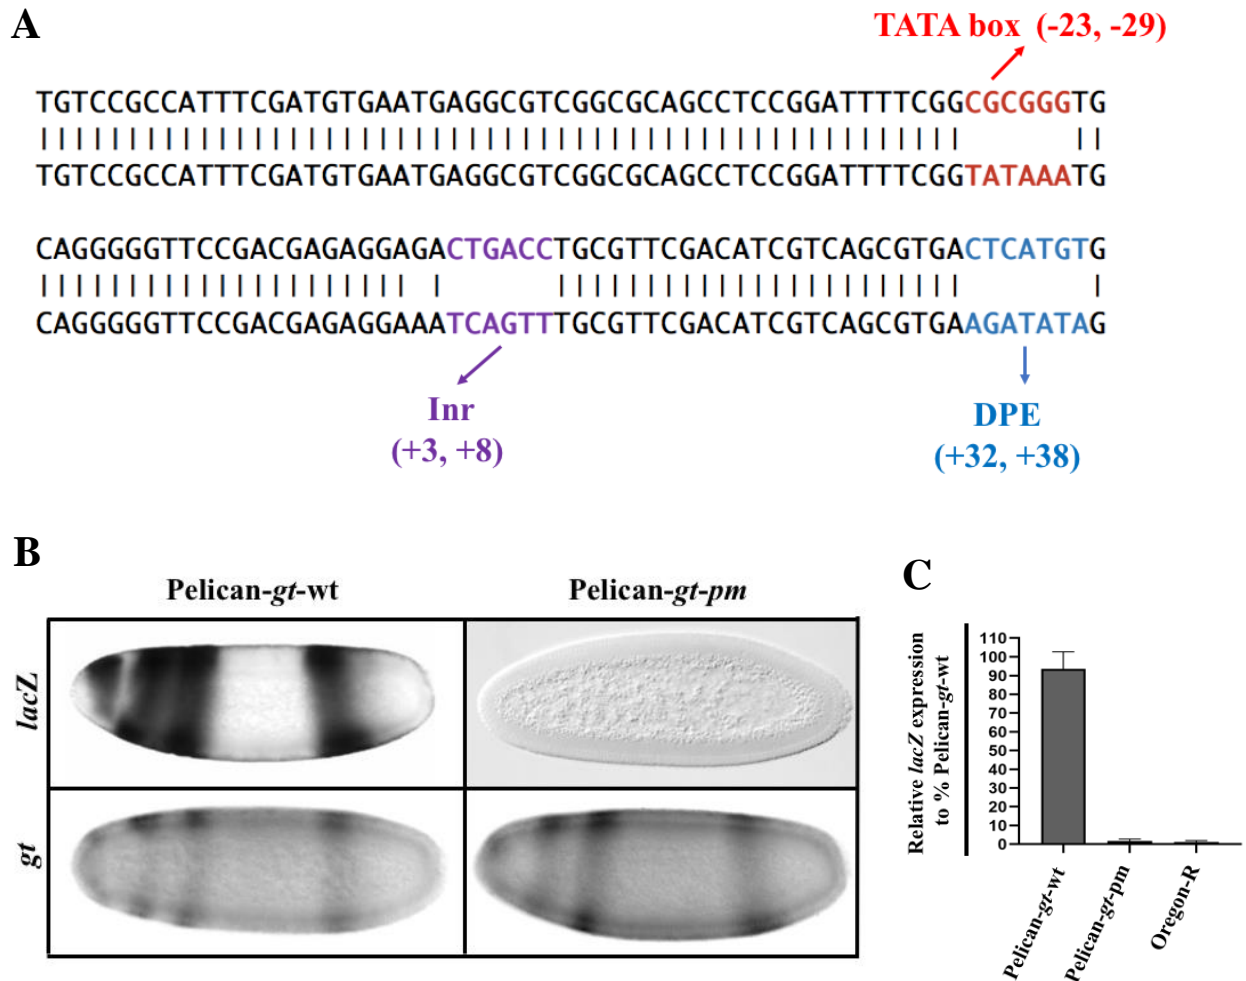 A
TATA box (-23, -29)
TGTCCGCCATTTCGATGTGAATGAGGCGTCGGCGCAGCCTCCGGATTTTCGGCGCGGGTG
TGTCCGCCATTTCGATGTGAATGAGGCGTCGGCGCAGCCTCCGGATTTTCGGTATAAATG
CAGGGGGTTCCGACGAGAGGAGACTGACCTGCGTTCGACATCGTCAGCGTGACTCATGTG
CAGGGGGTTCCGACGAGAGGAAATCAGTTTGCGTTCGACATCGTCAGCGTGAAGATATAG
Inr
(+3, +8)
DPE
(+32, +38)
B
Pelican-gt-wt
Pelican-gt-pm
lacZ
gt
C
Relative lacZ expression
to % Pelican-gt-wt
110
100
90
80
70
60
50
40
30
20
10
0
Pelican-gt-wt
Pelican-gt-pm
Oregon-R